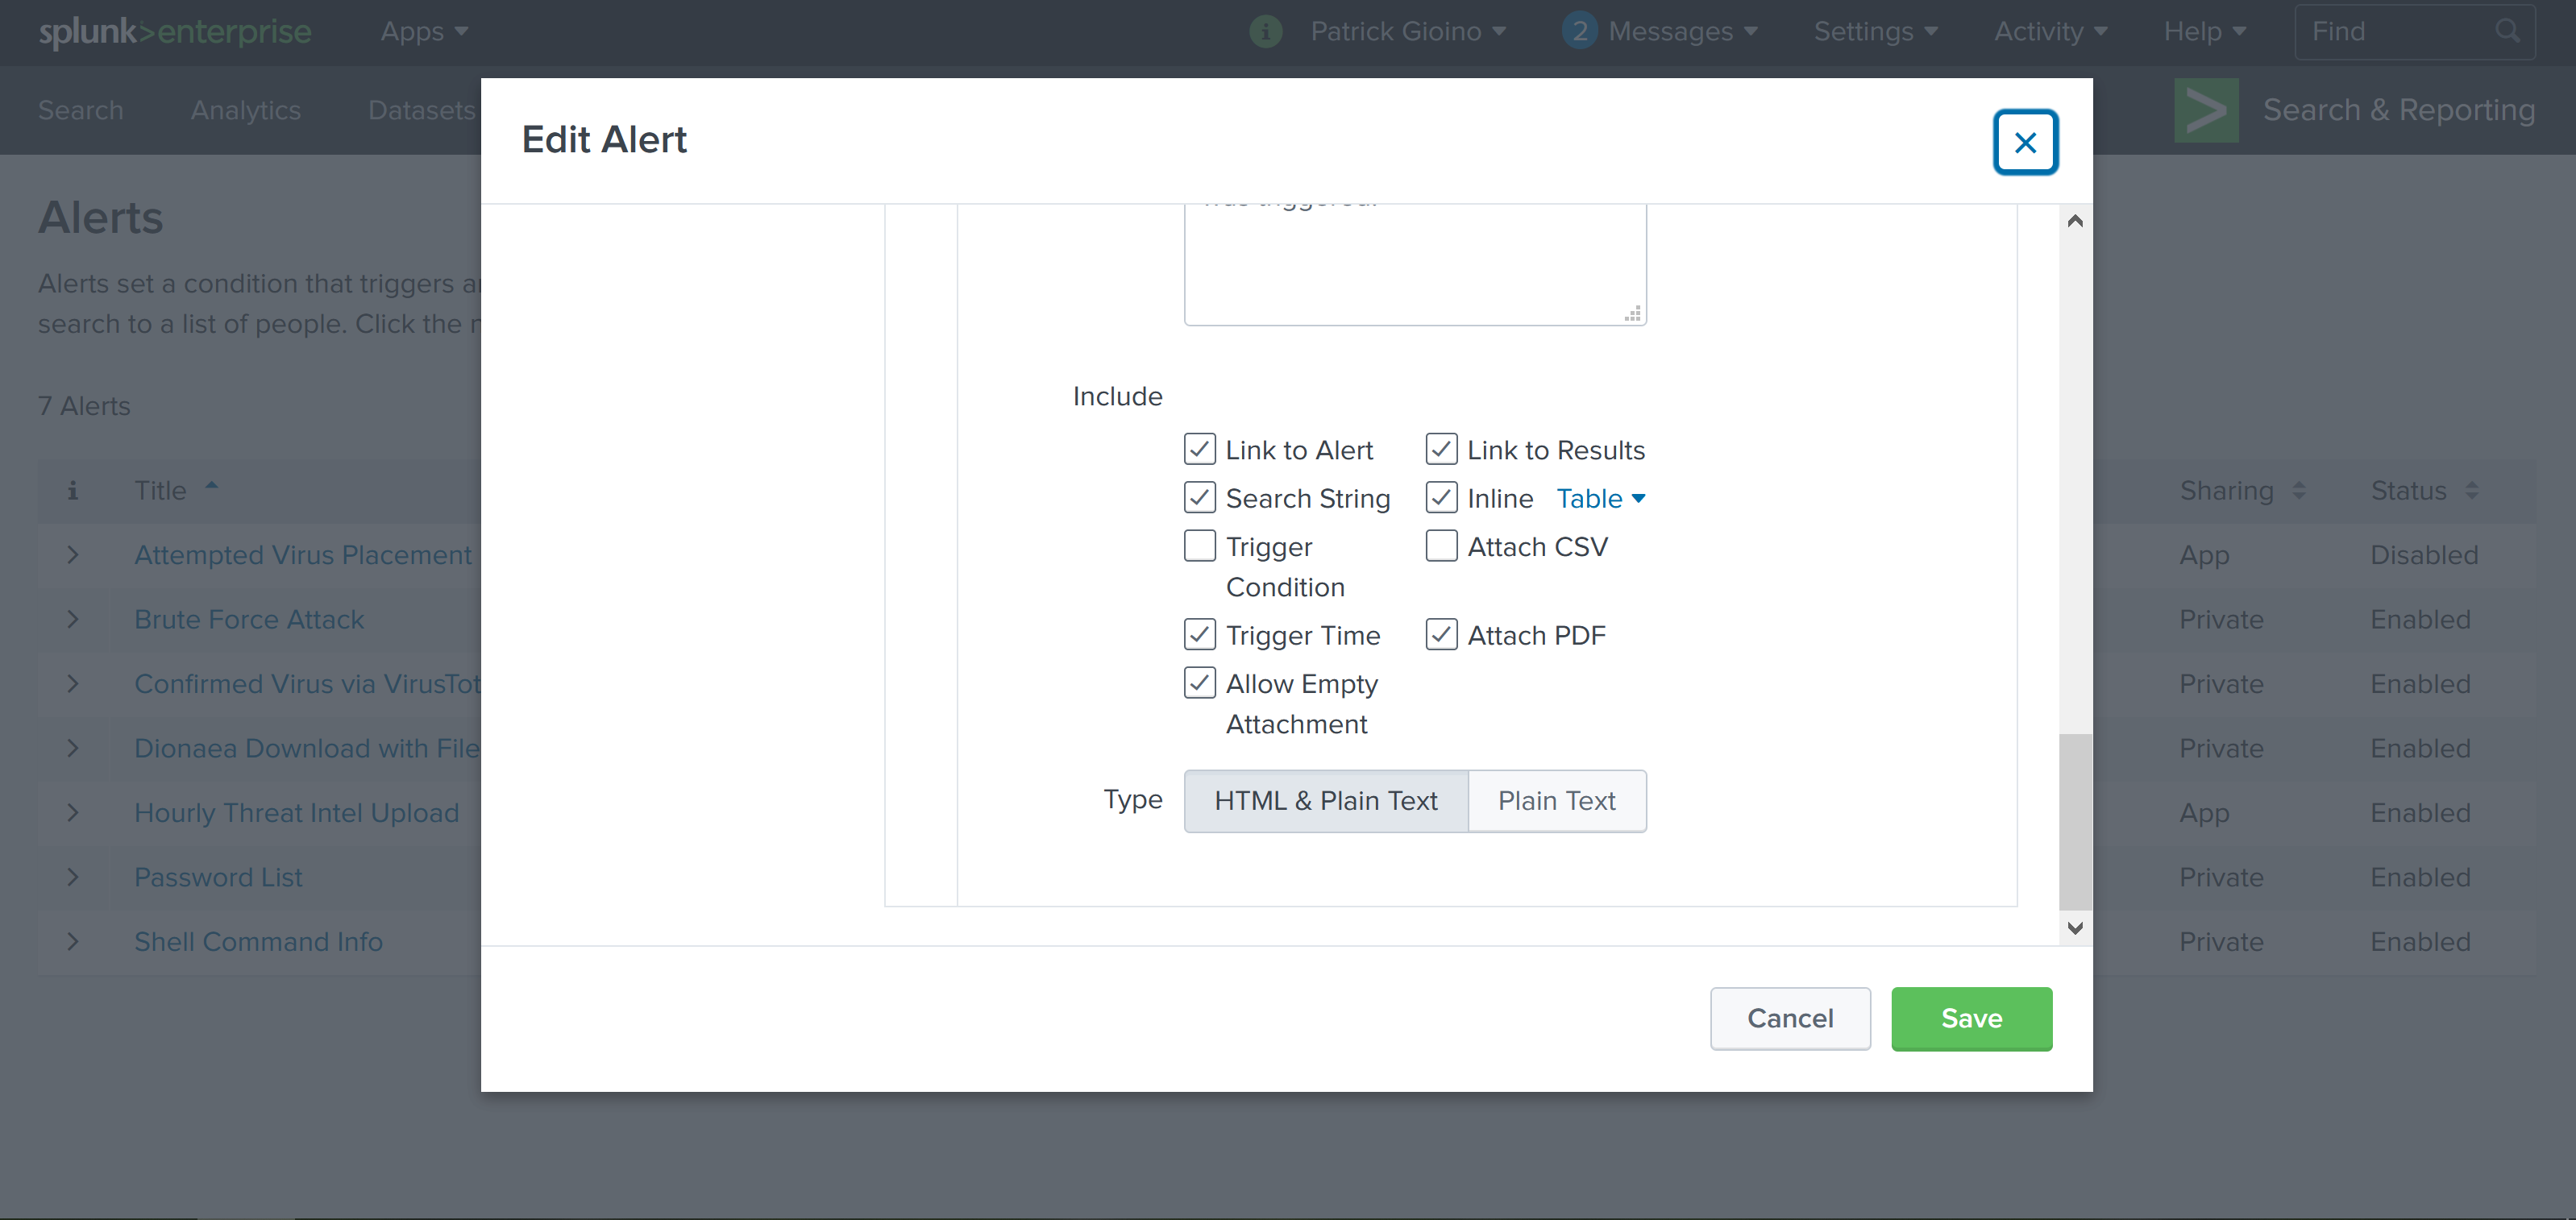 splunk>enterprise Apps Patrick Gioino 2 Messages Settings Activity Help Find
Search Analytics Datasets Search & Reporting
Edit Alert
Alerts
Alerts set a condition that triggers
search to a list of people. Click the
7 Alerts
i Title Sharing Status
Attempted Virus Placement App Disabled
Brute Force Attack Private Enabled
Confirmed Virus via VirusTot Private Enabled
Dionaea Download with File Private Enabled
Hourly Threat Intel Upload App Enabled
Password List Private Enabled
Shell Command Info Private Enabled
was triggered.
Include
Link to Alert Link to Results
Search String Inline Table
Trigger Condition Attach CSV
Trigger Time Attach PDF
Allow Empty Attachment
Type HTML & Plain Text Plain Text
Cancel Save